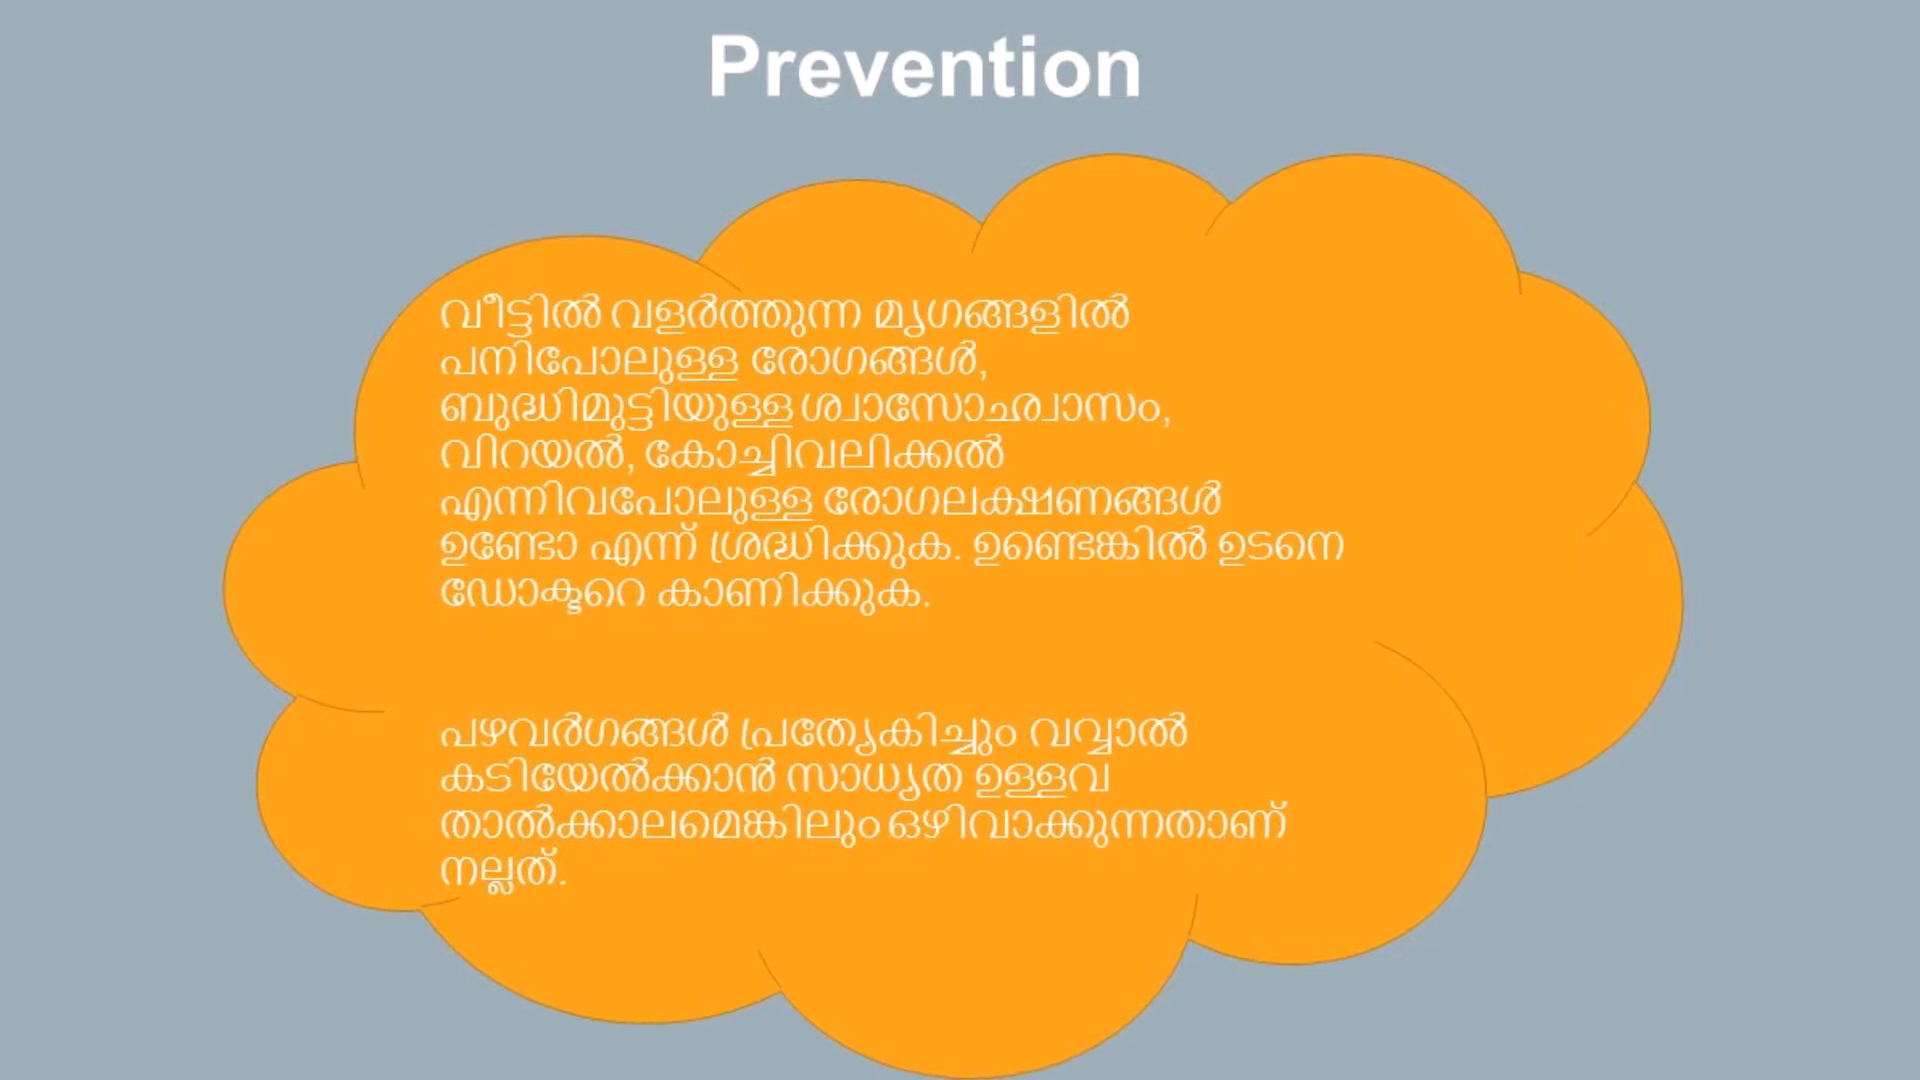 Prevention
വീട്ടിൽ വളർത്തുന്ന മൃഗങ്ങളിൽ
പനിപോലുള്ള രോഗങ്ങൾ,
ബുദ്ധിമുട്ടിയുള്ള ശ്വാസോഛ്വാസം,
വിറയൽ, കോച്ചിവലിക്കൽ
എന്നിവപോലുള്ള രോഗലക്ഷണങ്ങൾ
ഉണ്ടോ എന്ന് ശ്രദ്ധിക്കുക. ഉണ്ടെങ്കിൽ ഉടനെ
ഡോക്ടറെ കാണിക്കുക.
പഴവർഗങ്ങൾ പ്രത്യേകിച്ചും വവ്വാൽ
കടിയേൽക്കാൻ സാധ്യത ഉള്ളവ
താൽക്കാലമെങ്കിലും ഒഴിവാക്കുന്നതാണ്
നല്ലത്.